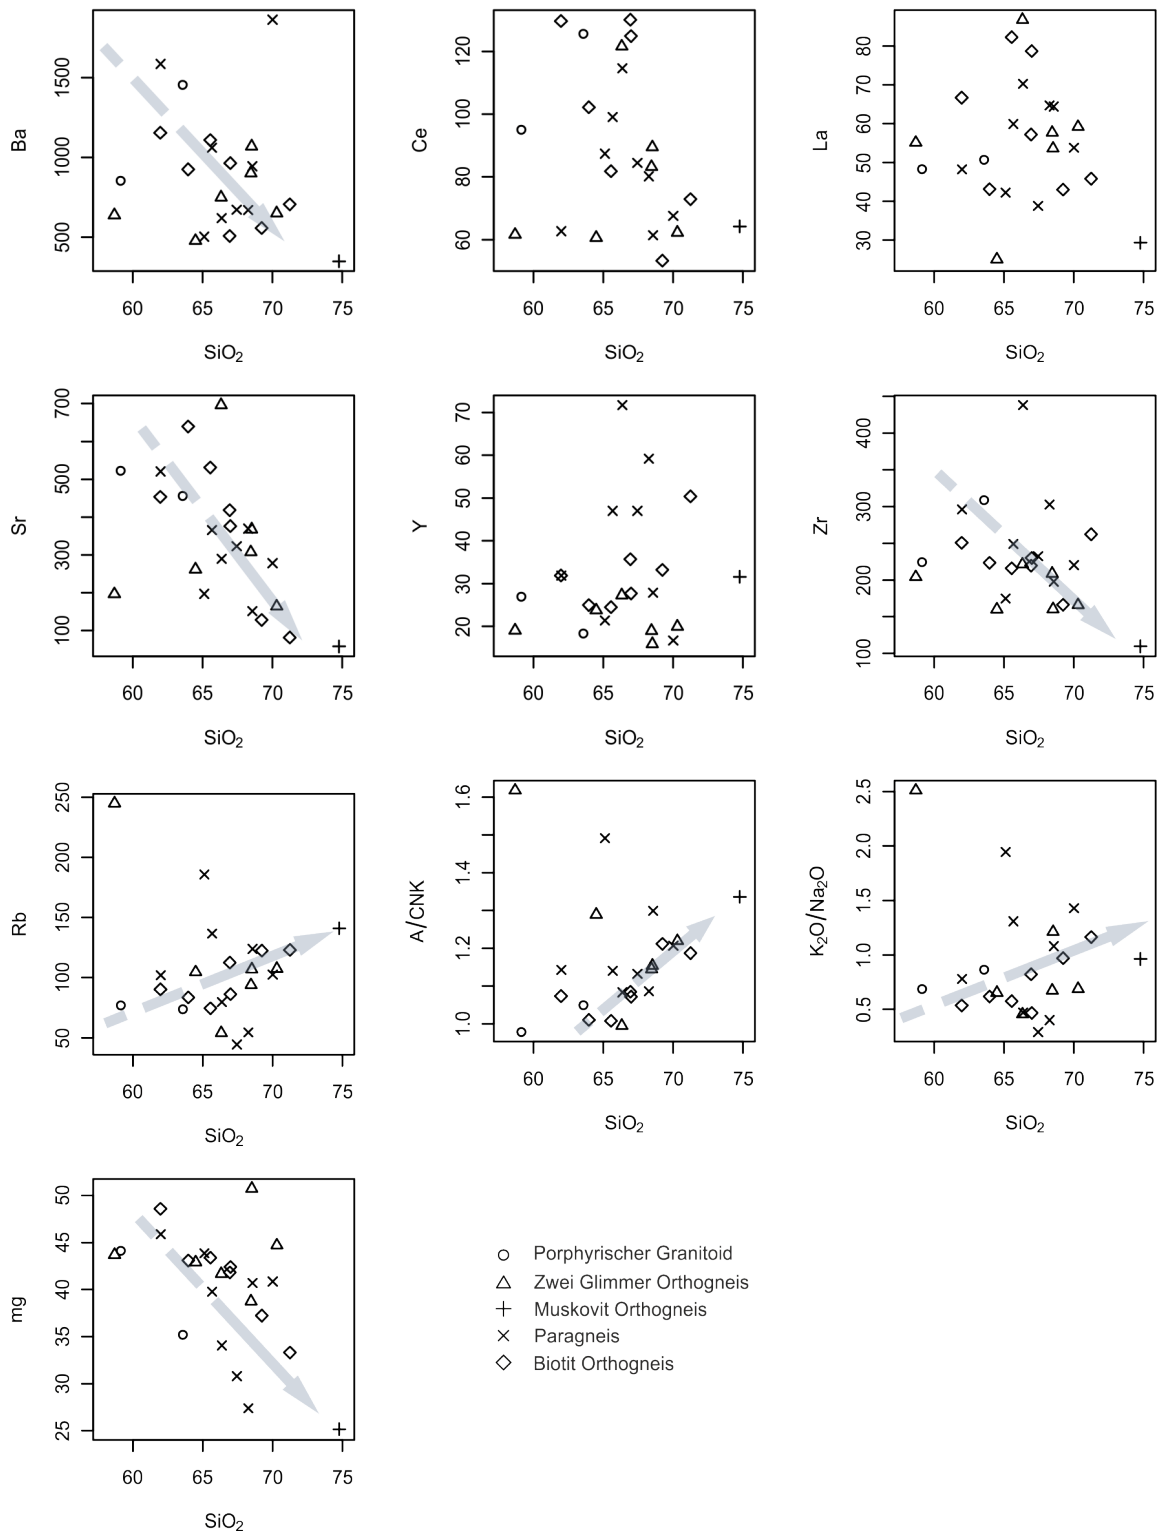 Ba
500 1000 1500
60 65 70 75
SiO₂
Ce
60 80 100 120
60 65 70 75
SiO₂
La
30 40 50 60 70 80
60 65 70 75
SiO₂
Sr
100 300 500 700
60 65 70 75
SiO₂
Y
20 30 40 50 60 70
60 65 70 75
SiO₂
Zr
100 200 300 400
60 65 70 75
SiO₂
Rb
50 100 150 200 250
60 65 70 75
SiO₂
A/CNK
1.0 1.2 1.4 1.6
60 65 70 75
SiO₂
K₂O/Na₂O
0.5 1.0 1.5 2.0 2.5
60 65 70 75
SiO₂
mg
25 30 35 40 45 50
60 65 70 75
SiO₂
Porphyrischer Granitoid
Zwei Glimmer Orthogneis
Muskovit Orthogneis
Paragneis
Biotit Orthogneis